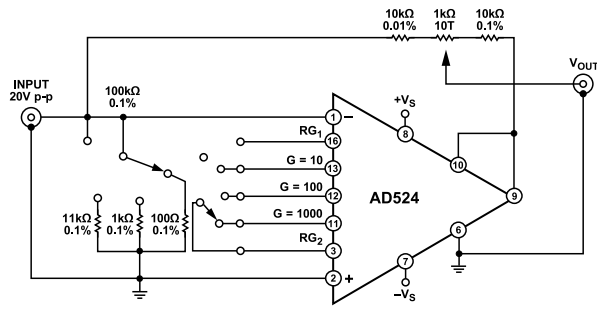 10kΩ
0.01%
1kΩ
10T
10kΩ
0.1%
VOUT
INPUT
20V p-p
100kΩ
0.1%
+VS
1
–
8
RG1
16
10
G = 10
13
G = 100
12
AD524
9
11kΩ
0.1%
1kΩ
0.1%
100Ω
0.1%
G = 1000
11
6
RG2
3
7
2
+
–VS